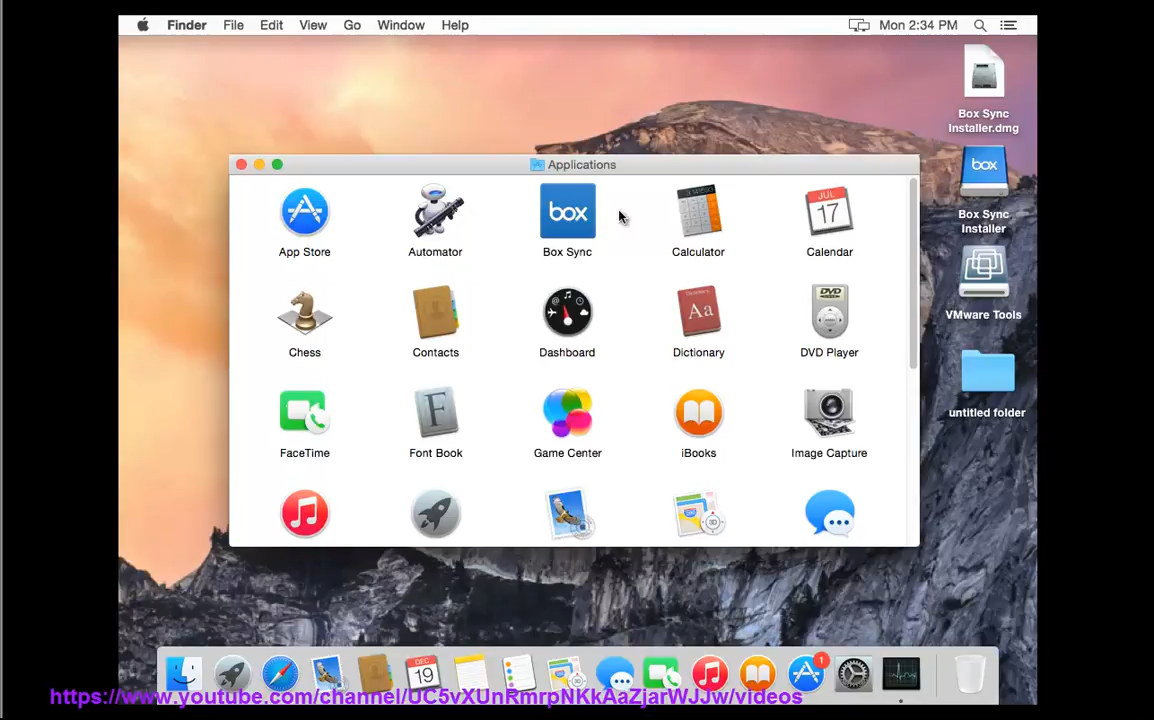 Finder File Edit View Go Window Help Mon 2:34 PM
Box Sync
Installer.dmg
Applications
box
box
JUL
17
App Store Automator Box Sync Calculator Calendar
Box Sync
Installer
DVD
Aa
VMware Tools
Chess Contacts Dashboard Dictionary DVD Player
F
untitled folder
FaceTime Font Book Game Center iBooks Image Capture
3D
DEC
19
1
https://www.youtube.com/channel/UC5vXUnRmrpNKkAaZjarWJJw/videos